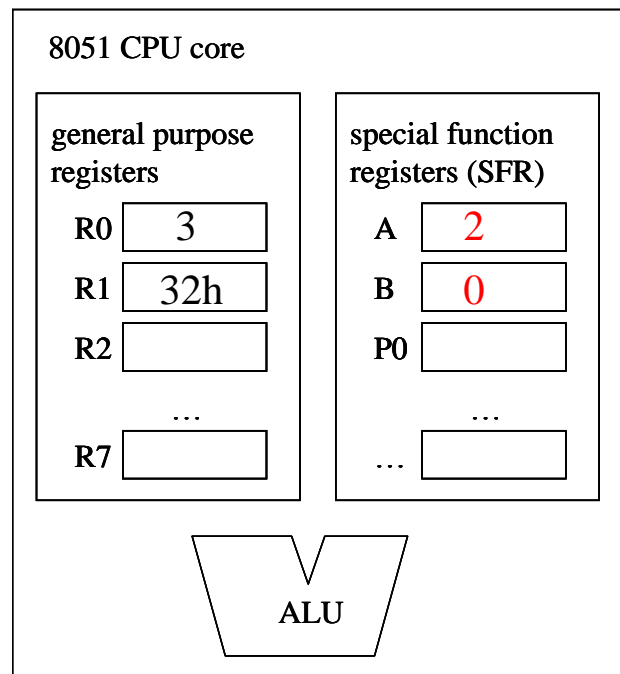 8051 CPU core
general purpose
registers
R0 3
R1 32h
R2
...
R7
special function
registers (SFR)
A 2
B 0
P0
...
...
ALU